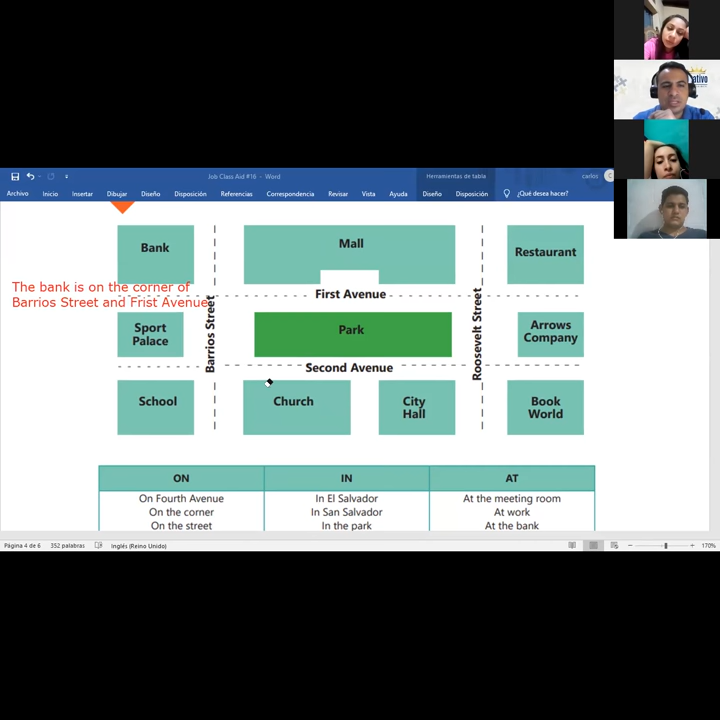 Job Class Aid #16 - Word
Herramientas de tabla
carlos
Archivo Inicio Insertar Dibujar Diseño Disposición Referencias Correspondencia Revisar Vista Ayuda Diseño Disposición ¿Qué desea hacer?
Bank
Mall
Restaurant
The bank is on the corner of
Barrios Street and Frist Avenue
First Avenue
Barrios Street
Roosevelt Street
Sport
Palace
Park
Arrows
Company
Second Avenue
School
Church
City
Hall
Book
World
ON IN AT
On Fourth Avenue In El Salvador At the meeting room
On the corner In San Salvador At work
On the street In the park At the bank
Página 4 de 6 352 palabras Inglés (Reino Unido) 170%
ativo